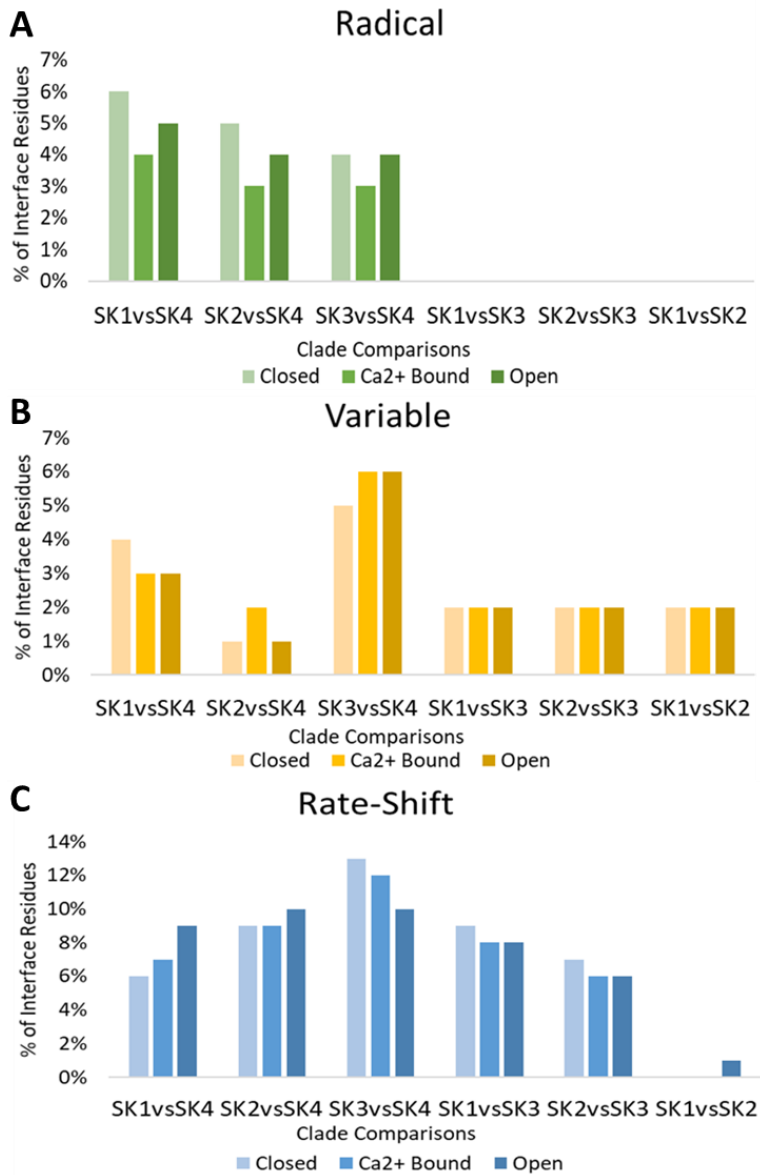 A
Radical
% of Interface Residues
7%
6%
5%
4%
3%
2%
1%
0%
SK1vsSK4 SK2vsSK4 SK3vsSK4 SK1vsSK3 SK2vsSK3 SK1vsSK2
Clade Comparisons
Closed Ca2+ Bound Open
B
Variable
% of Interface Residues
7%
6%
5%
4%
3%
2%
1%
0%
SK1vsSK4 SK2vsSK4 SK3vsSK4 SK1vsSK3 SK2vsSK3 SK1vsSK2
Clade Comparisons
Closed Ca2+ Bound Open
C
Rate-Shift
% of Interface Residues
14%
12%
10%
8%
6%
4%
2%
0%
SK1vsSK4 SK2vsSK4 SK3vsSK4 SK1vsSK3 SK2vsSK3 SK1vsSK2
Clade Comparisons
Closed Ca2+ Bound Open